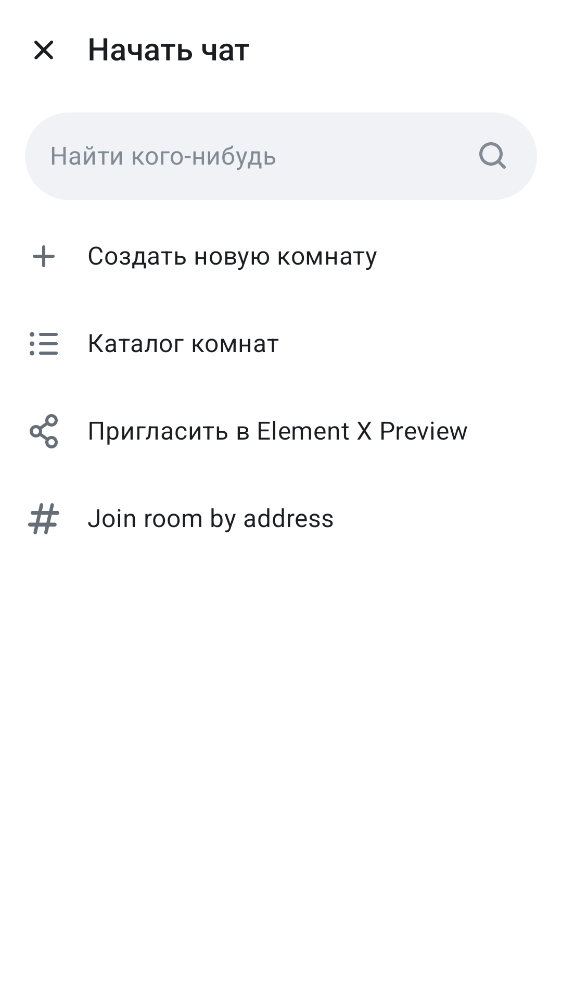 Начать чат
Найти кого-нибудь
Создать новую комнату
Каталог комнат
Пригласить в Element X Preview
Join room by address